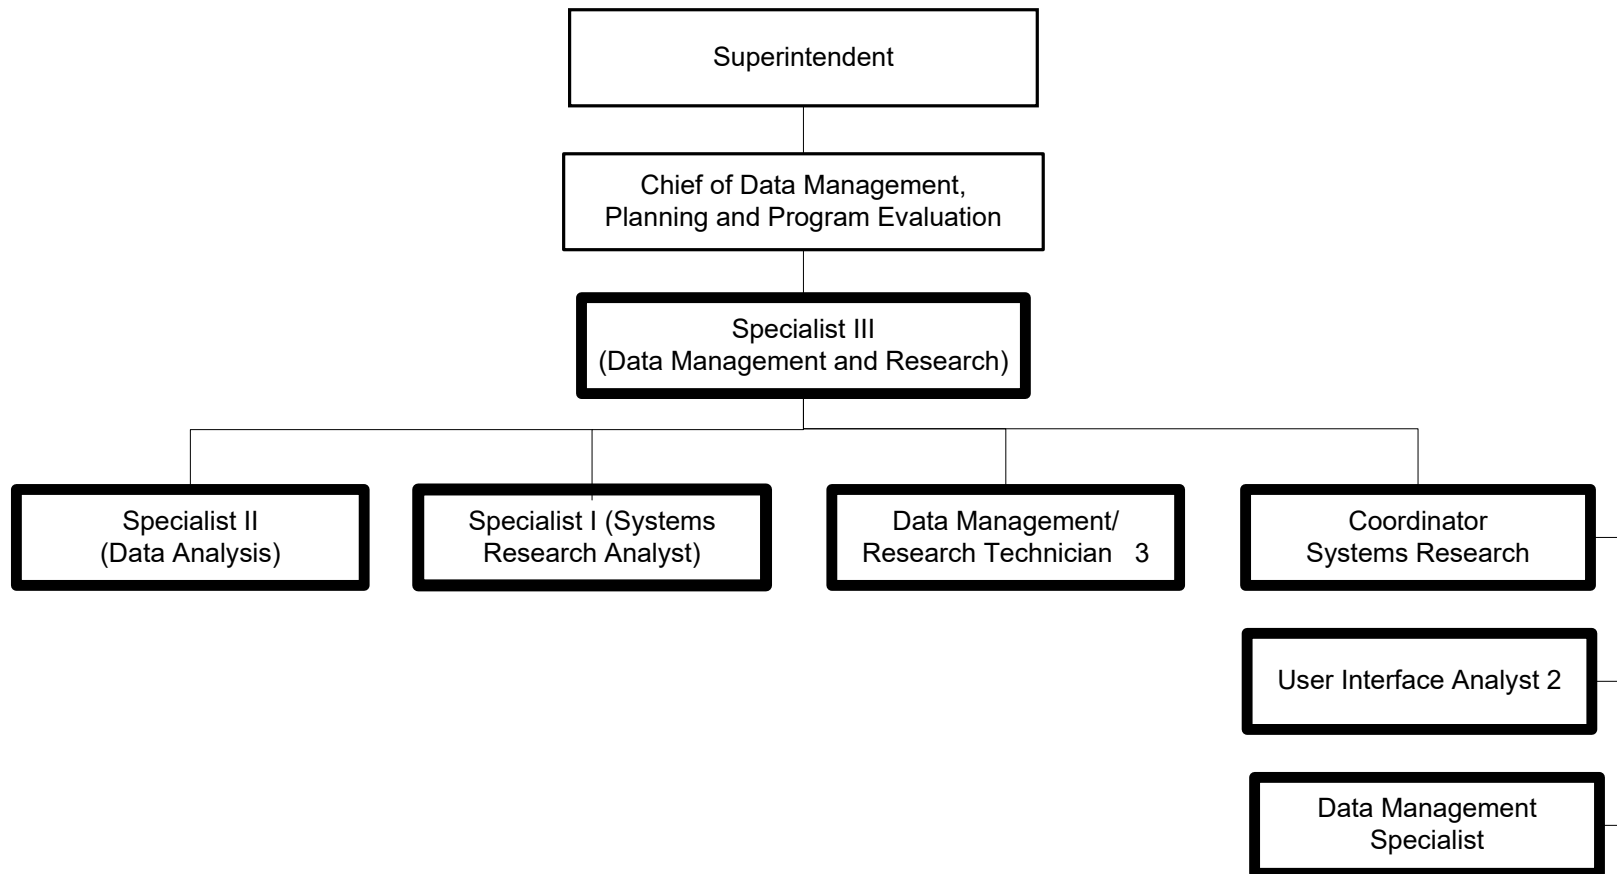 Superintendent
Chief of Data Management,
Planning and Program Evaluation
Specialist III
(Data Management and Research)
Specialist II
(Data Analysis)
Specialist I (Systems
Research Analyst)
Data Management/
Research Technician   3
Coordinator
Systems Research
User Interface Analyst 2
Data Management
Specialist